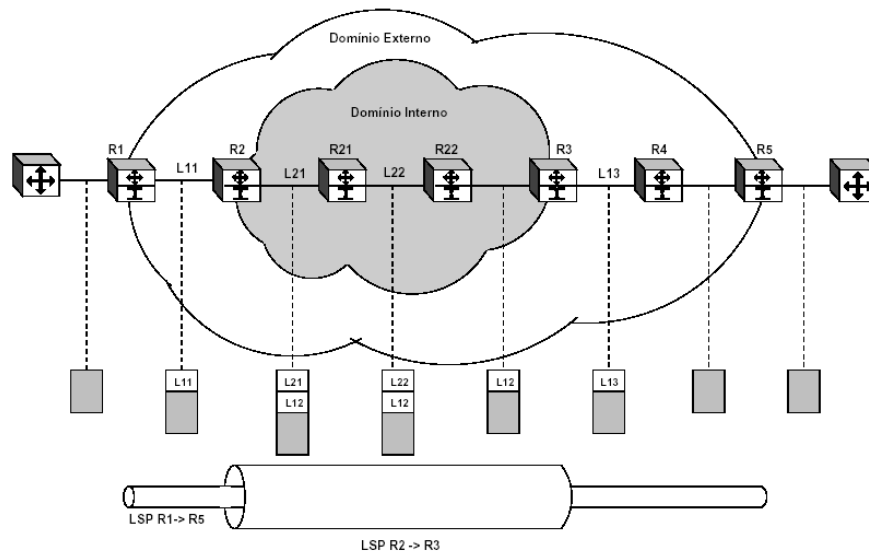 Domínio Externo
Domínio Interno
R1
L11
R2
L21
R21
L22
R22
R3
L13
R4
R5
L11
L21
L12
L22
L12
L12
L13
LSP R1-> R5
LSP R2 -> R3